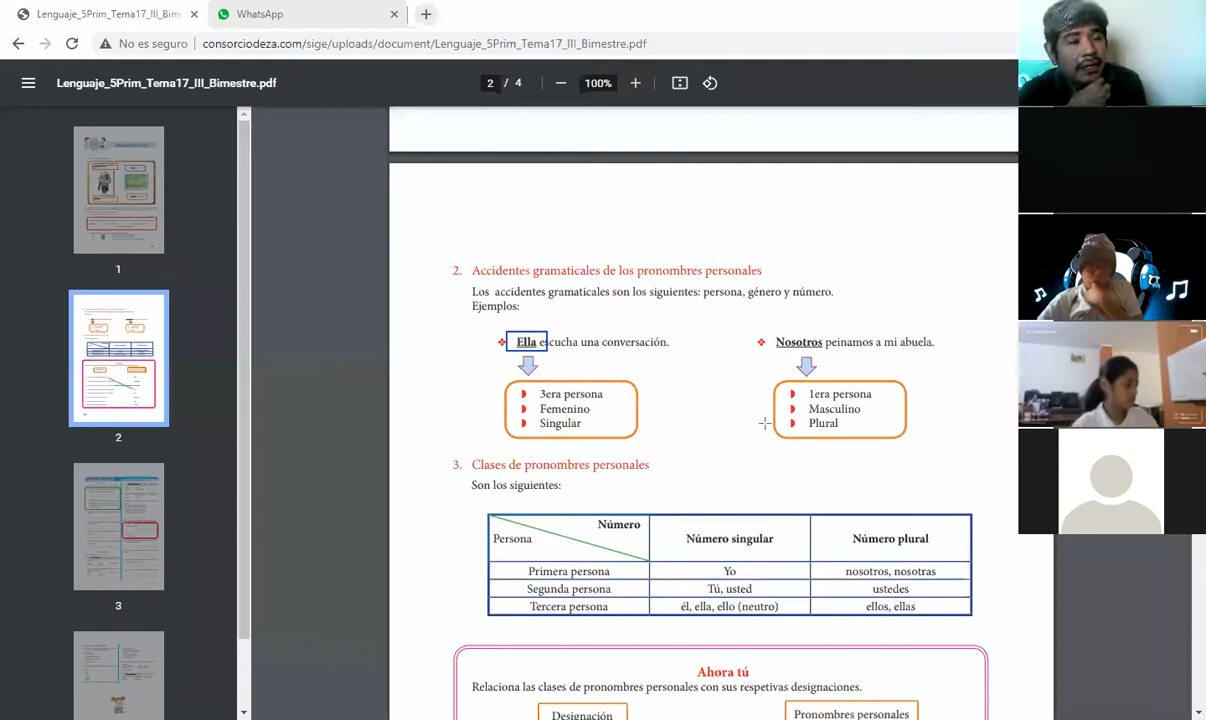 Lenguaje_5Prim_Tema17_III_Bim
WhatsApp
No es seguro consorciodeza.com/sige/uploads/document/Lenguaje_5Prim_Tema17_III_Bimestre.pdf
Lenguaje_5Prim_Tema17_III_Bimestre.pdf
2 / 4
100%
1
2
3
2. Accidentes gramaticales de los pronombres personales
Los accidentes gramaticales son los siguientes: persona, género y número.
Ejemplos:
Ella escucha una conversación.
3era persona
Femenino
Singular
Nosotros peinamos a mi abuela.
1era persona
Masculino
Plural
3. Clases de pronombres personales
Son los siguientes:
Número
Persona
Número singular
Número plural
Primera persona Yo nosotros, nosotras
Segunda persona Tú, usted ustedes
Tercera persona él, ella, ello (neutro) ellos, ellas
Ahora tú
Relaciona las clases de pronombres personales con sus respetivas designaciones.
Designación
Pronombres personales